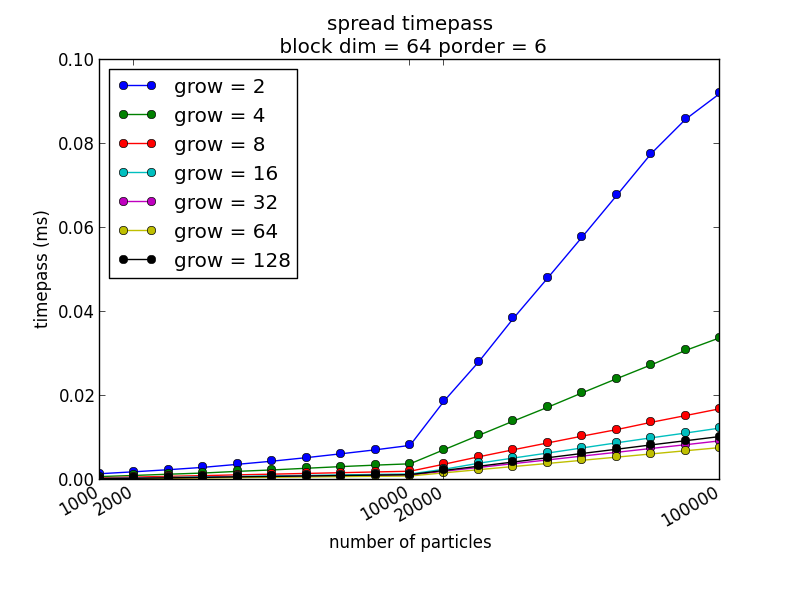 spread timepass
block dim = 64 porder = 6
0.10
0.08
0.06
0.04
0.02
0.00
timepass (ms)
grow = 2
grow = 4
grow = 8
grow = 16
grow = 32
grow = 64
grow = 128
1000
2000
10000
20000
100000
number of particles